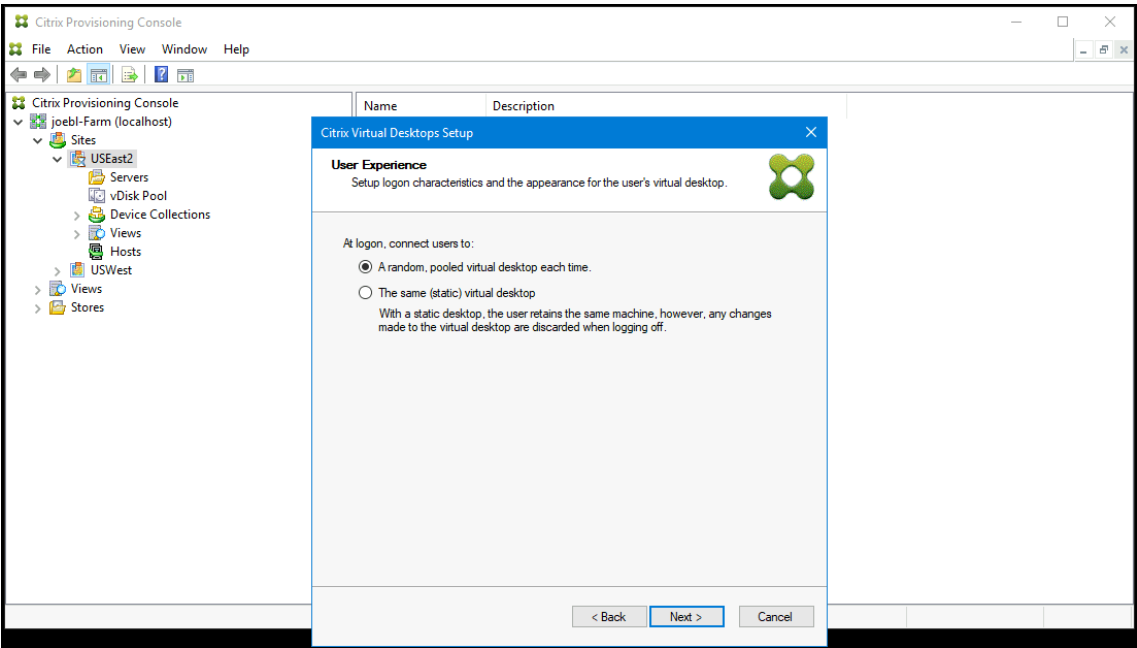 Citrix Provisioning Console
File Action View Window Help
Citrix Provisioning Console
joebl-Farm (localhost)
Sites
USEast2
Servers
vDisk Pool
Device Collections
Views
Hosts
USWest
Views
Stores
Name Description
Citrix Virtual Desktops Setup
User Experience
Setup logon characteristics and the appearance for the user's virtual desktop.
At logon, connect users to:
A random, pooled virtual desktop each time.
The same (static) virtual desktop
With a static desktop, the user retains the same machine, however, any changes
made to the virtual desktop are discarded when logging off.
< Back Next > Cancel